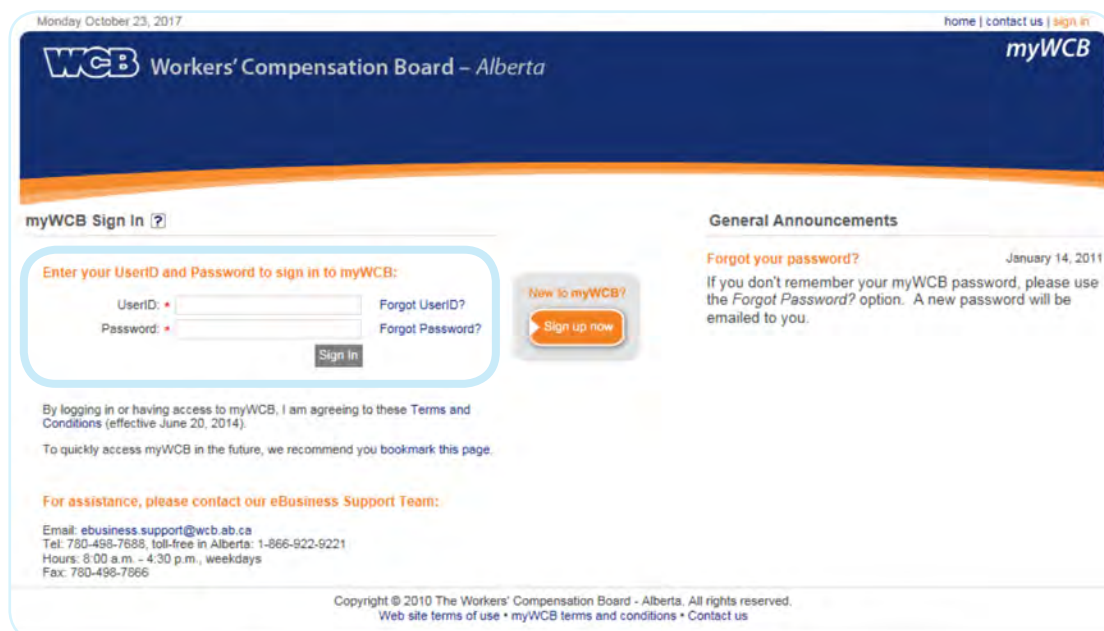 Monday October 23, 2017
home | contact us | sign in
WCB Workers' Compensation Board – Alberta
myWCB
myWCB Sign In ?
Enter your UserID and Password to sign in to myWCB:
UserID: *
Forgot UserID?
Password: *
Forgot Password?
Sign In
New to myWCB?
Sign up now
General Announcements
Forgot your password?
January 14, 2011
If you don't remember your myWCB password, please use
the Forgot Password? option. A new password will be
emailed to you.
By logging in or having access to myWCB, I am agreeing to these Terms and
Conditions (effective June 20, 2014).
To quickly access myWCB in the future, we recommend you bookmark this page.
For assistance, please contact our eBusiness Support Team:
Email: ebusiness.support@wcb.ab.ca
Tel: 780-498-7688, toll-free in Alberta: 1-866-922-9221
Hours: 8:00 a.m. - 4:30 p.m., weekdays
Fax: 780-498-7866
Copyright © 2010 The Workers' Compensation Board - Alberta. All rights reserved.
Web site terms of use • myWCB terms and conditions • Contact us